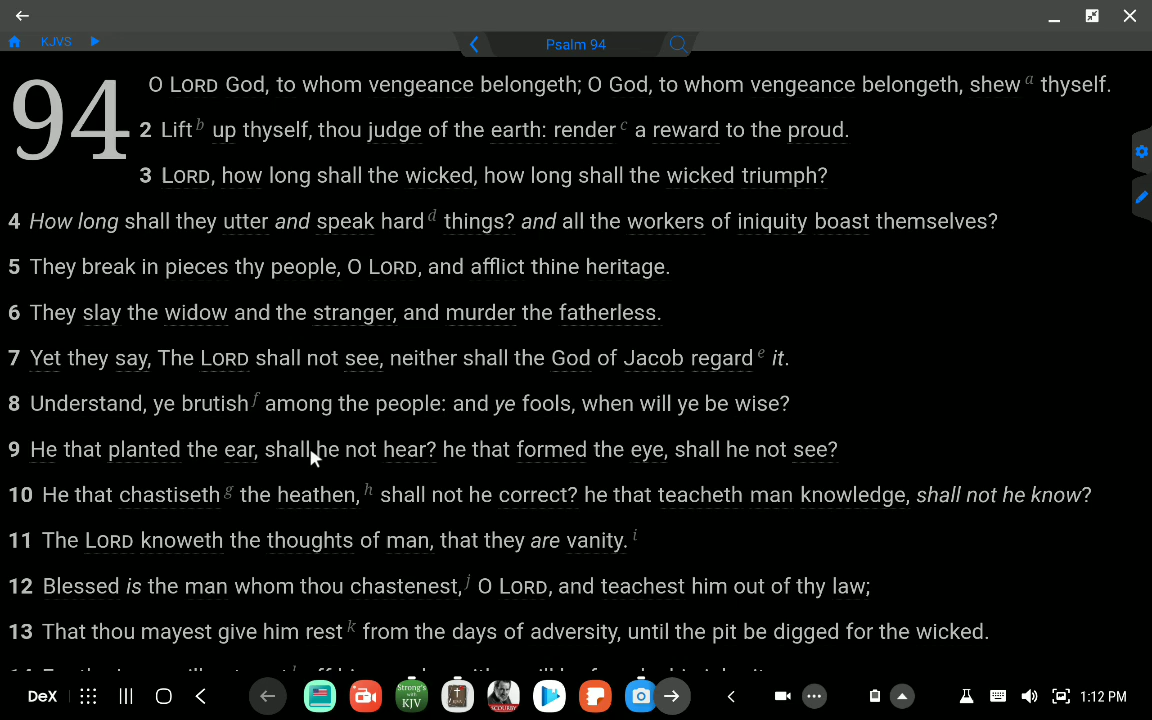 KJVS
Psalm 94
94
O LORD God, to whom vengeance belongeth; O God, to whom vengeance belongeth, shew a thyself.
2 Lift b up thyself, thou judge of the earth: render c a reward to the proud.
3 LORD, how long shall the wicked, how long shall the wicked triumph?
4 How long shall they utter and speak hard d things? and all the workers of iniquity boast themselves?
5 They break in pieces thy people, O LORD, and afflict thine heritage.
6 They slay the widow and the stranger, and murder the fatherless.
7 Yet they say, The LORD shall not see, neither shall the God of Jacob regard e it.
8 Understand, ye brutish f among the people: and ye fools, when will ye be wise?
9 He that planted the ear, shall he not hear? he that formed the eye, shall he not see?
10 He that chastiseth g the heathen, h shall not he correct? he that teacheth man knowledge, shall not he know?
11 The LORD knoweth the thoughts of man, that they are vanity. i
12 Blessed is the man whom thou chastenest, j O LORD, and teachest him out of thy law;
13 That thou mayest give him rest k from the days of adversity, until the pit be digged for the wicked.
DeX
Strong's with KJV
SCOURBY
1:12 PM